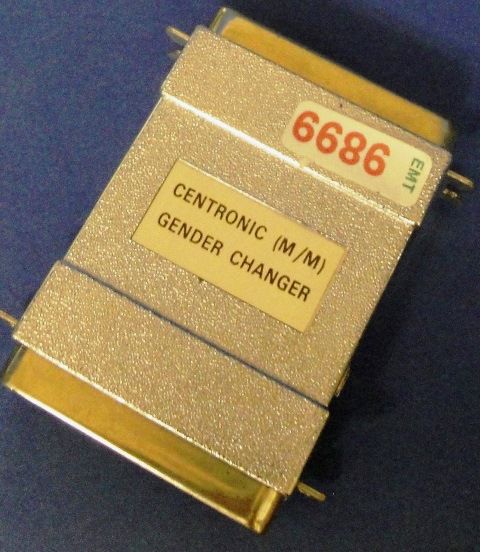 6686
EMT
CENTRONIC (M/M)
GENDER CHANGER